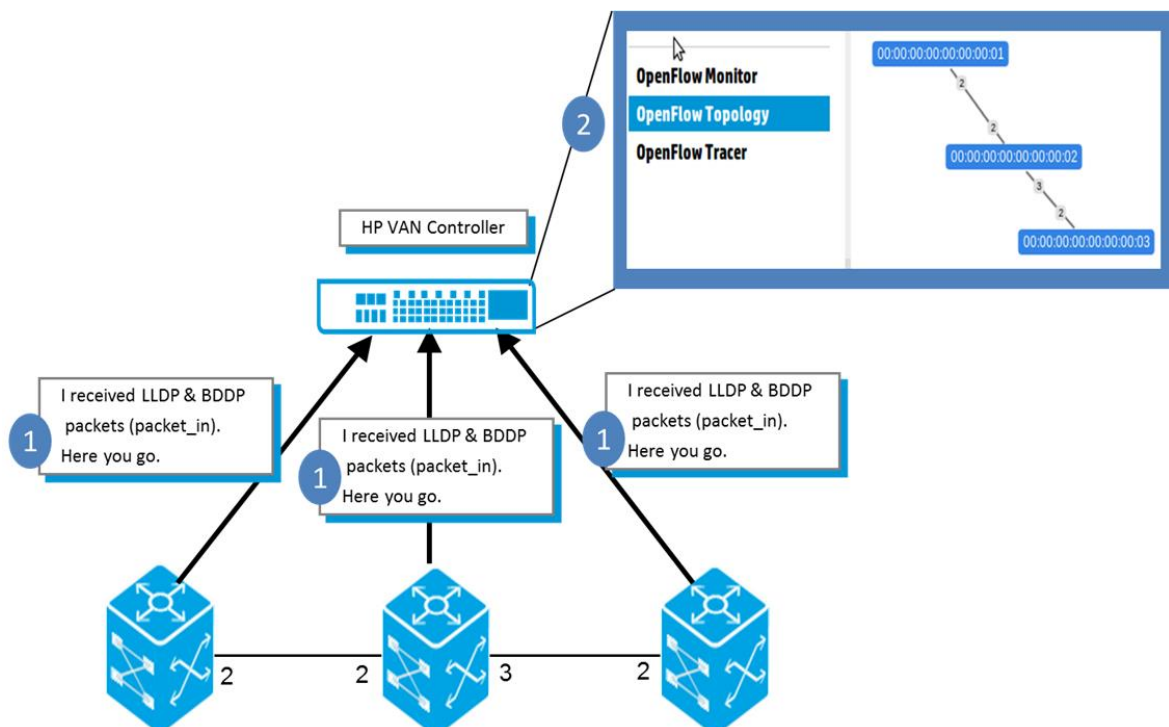 2
OpenFlow Monitor
OpenFlow Topology
OpenFlow Tracer
00:00:00:00:00:00:00:01
2
2
00:00:00:00:00:00:00:02
3
2
00:00:00:00:00:00:00:03
HP VAN Controller
1
I received LLDP & BDDP
packets (packet_in).
Here you go.
1
I received LLDP & BDDP
packets (packet_in).
Here you go.
1
I received LLDP & BDDP
packets (packet_in).
Here you go.
2
2
3
2